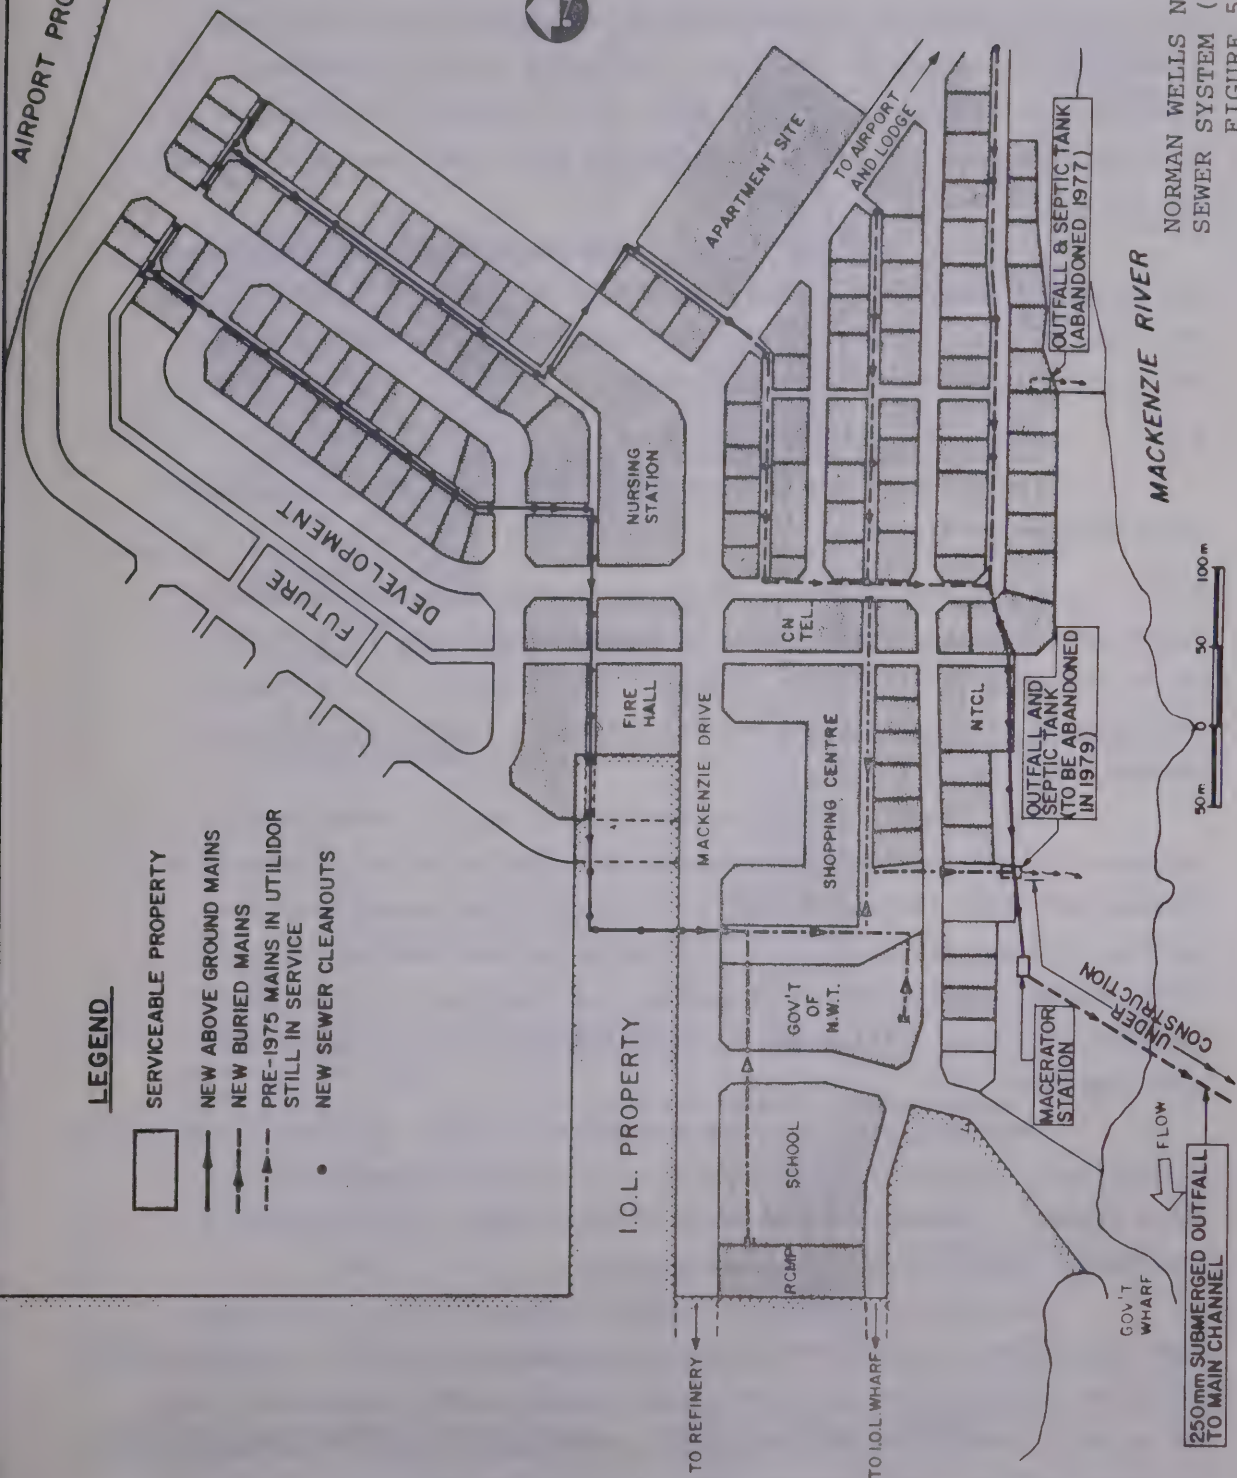 AIRPORT PRO
LEGEND
SERVICEABLE PROPERTY
NEW ABOVE GROUND MAINS
NEW BURIED MAINS
PRE-1975 MAINS IN UTILIDOR
STILL IN SERVICE
NEW SEWER CLEANOUTS
FUTURE
DEVELOPMENT
APARTMENT SITE
TO AIRPORT
AND LODGE
NURSING
STATION
FIRE
HALL
CN
TEL.
MACKENZIE DRIVE
SHOPPING CENTRE
NTCL
I.O.L. PROPERTY
GOV'T
OF
N.W.T.
SCHOOL
RCMP
TO REFINERY
TO I.O.L. WHARF
GOV'T
WHARF
OUTFALL & SEPTIC TANK
(ABANDONED 1977)
OUTFALL AND
SEPTIC TANK
(TO BE ABANDONED
IN 1979)
MACERATOR
STATION
UNDER
CONSTRUCTION
FLOW
250mm SUBMERGED OUTFALL
TO MAIN CHANNEL
MACKENZIE RIVER
50m 0 50 100m
NORMAN WELLS N
SEWER SYSTEM (
FIGURE 5